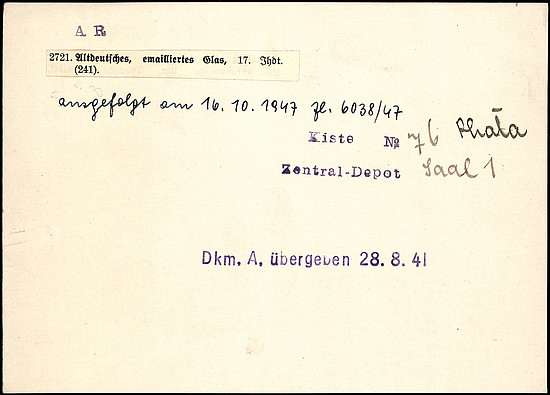 A R
2721. Altdeutsches, emailliertes Glas, 17. Jhdt.
(241).
ausgefolgt am 16. 10. 1947 Zl. 6038/47
Kiste № 76
Zentral-Depot Saal 1
Dkm. A. übergeben 28. 8. 41